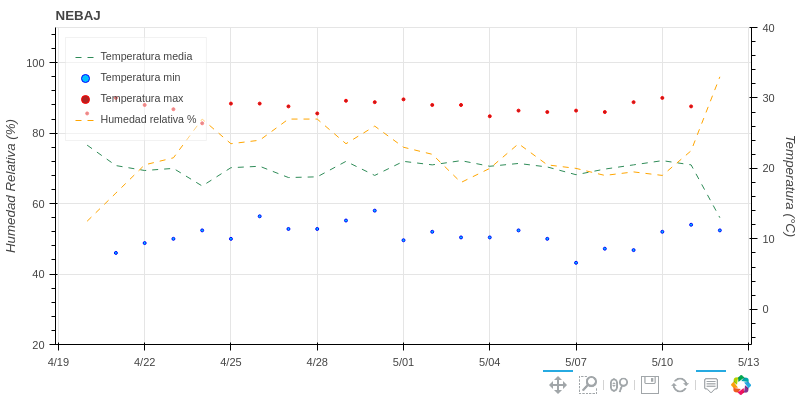 NEBAJ
Temperatura media
Temperatura min
Temperatura max
Humedad relativa %
Humedad Relativa (%)
100
80
60
40
20
Temperatura (°C)
40
30
20
10
0
4/19 4/22 4/25 4/28 5/01 5/04 5/07 5/10 5/13